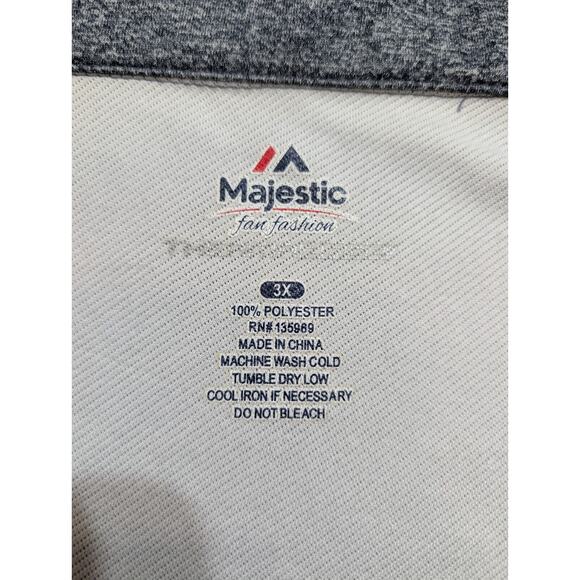 Majestic
fan fashion
3X
100% POLYESTER
RN# 135969
MADE IN CHINA
MACHINE WASH COLD
TUMBLE DRY LOW
COOL IRON IF NECESSARY
DO NOT BLEACH